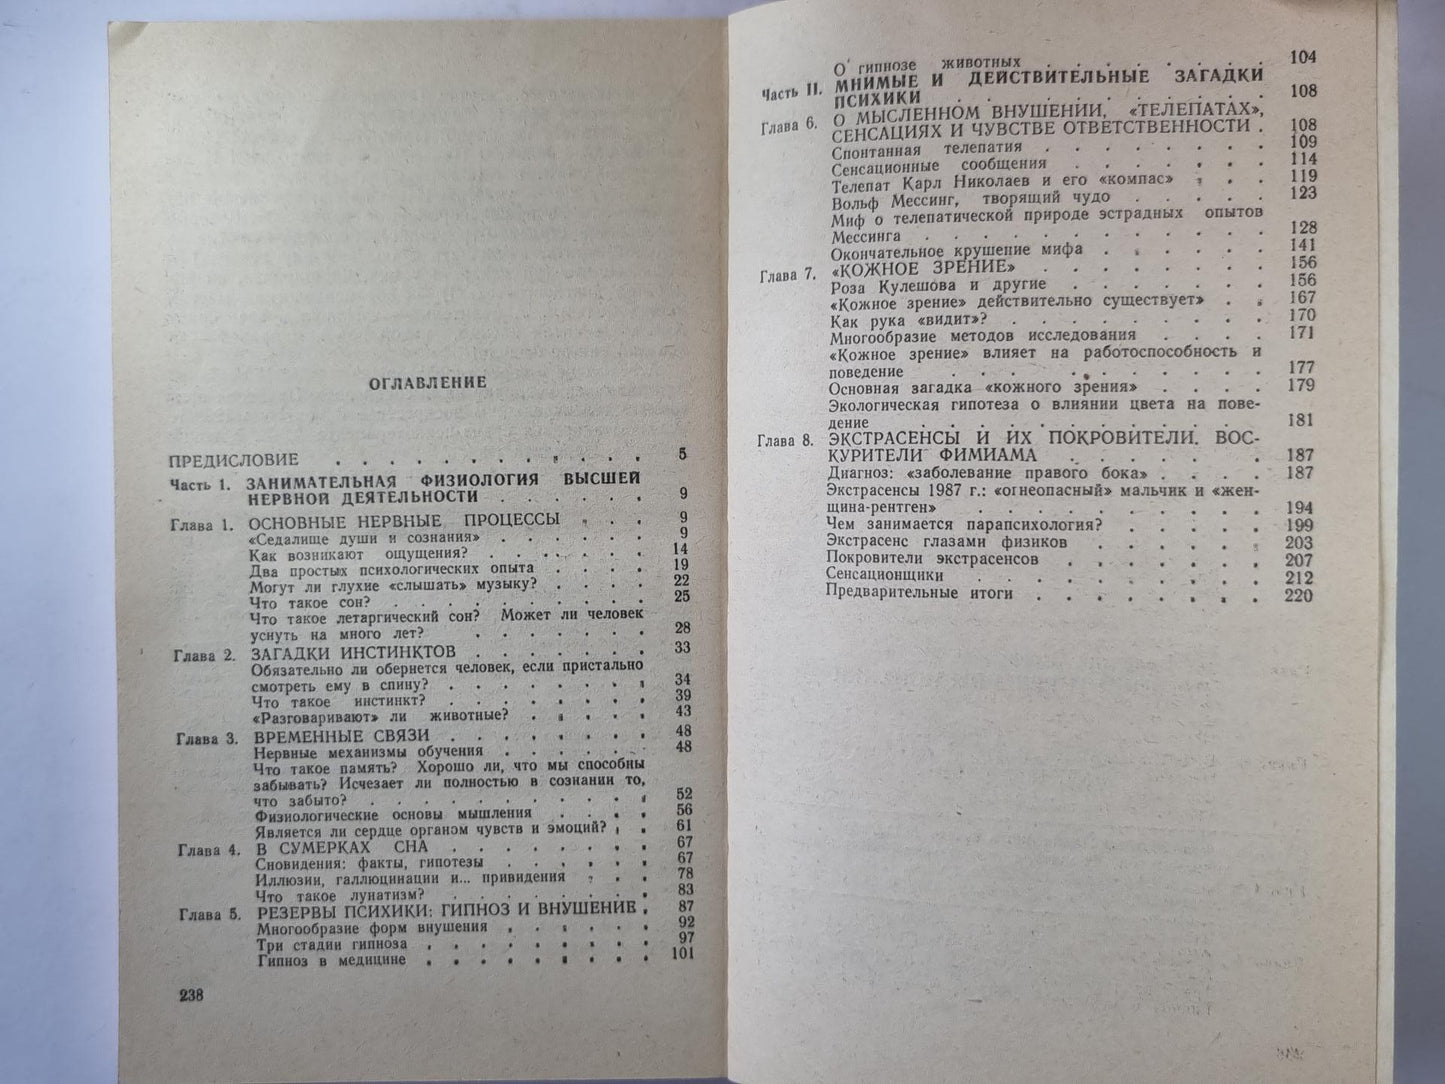 ОГЛАВЛЕНИЕ
ПРЕДИСЛОВИЕ . . . . . . . . . . . 5
Часть 1. ЗАНИМАТЕЛЬНАЯ ФИЗИОЛОГИЯ ВЫСШЕЙ
НЕРВНОЙ ДЕЯТЕЛЬНОСТИ . . . . . . 9
Глава 1. ОСНОВНЫЕ НЕРВНЫЕ ПРОЦЕССЫ . . . 9
«Седалище души и сознания» . . . . . . 9
Как возникают ощущения? . . . . . . . 14
Два простых психологических опыта . . . . 19
Могут ли глухие «слышать» музыку? . . . . 22
Что такое сон? . . . . . . . . . . 25
Что такое летаргический сон? Может ли человек
уснуть на много лет? . . . . . . . 28
Глава 2. ЗАГАДКИ ИНСТИНКТОВ . . . . . . . 33
Обязательно ли обернется человек, если пристально
смотреть ему в спину? . . . . . . . . 34
Что такое инстинкт? . . . . . . . . 39
«Разговаривают» ли животные? . . . . . 43
Глава 3. ВРЕМЕННЫЕ СВЯЗИ . . . . . . . . 48
Нервные механизмы обучения . . . . . . 48
Что такое память? Хорошо ли, что мы способны
забывать? Исчезает ли полностью в сознании то,
что забыто? . . . . . . . . . . . 52
Физиологические основы мышления . . . . 56
Является ли сердце органом чувств и эмоций? . . 61
Глава 4. В СУМЕРКАХ СНА . . . . . . . . 67
Сновидения: факты, гипотезы . . . . . . 67
Иллюзии, галлюцинации и... привидения . . . 78
Что такое лунатизм? . . . . . . . . 83
Глава 5. РЕЗЕРВЫ ПСИХИКИ: ГИПНОЗ И ВНУШЕНИЕ . 87
Многообразие форм внушения . . . . . . 92
Три стадии гипноза . . . . . . . . . 97
Гипноз в медицине . . . . . . . . . 101
238
О гипнозе животных . . . . . . . . 104
Часть II. МНИМЫЕ И ДЕЙСТВИТЕЛЬНЫЕ ЗАГАДКИ
ПСИХИКИ . . . . . . . . . . . 108
Глава 6. О МЫСЛЕННОМ ВНУШЕНИИ, «ТЕЛЕПАТАХ»,
СЕНСАЦИЯХ И ЧУВСТВЕ ОТВЕТСТВЕННОСТИ . 108
Спонтанная телепатия . . . . . . . . 109
Сенсационные сообщения . . . . . . . 114
Телепат Карл Николаев и его «компас» . . . 119
Вольф Мессинг, творящий чудо . . . . . 123
Миф о телепатической природе эстрадных опытов
Мессинга . . . . . . . . . . . . 128
Окончательное крушение мифа . . . . . . 141
Глава 7. «КОЖНОЕ ЗРЕНИЕ» . . . . . . . . 156
Роза Кулешова и другие . . . . . . . 156
«Кожное зрение» действительно существует» . . 167
Как рука «видит»? . . . . . . . . . 170
Многообразие методов исследования . . . . 171
«Кожное зрение» влияет на работоспособность и
поведение . . . . . . . . . . . 177
Основная загадка «кожного зрения» . . . . 179
Экологическая гипотеза о влиянии цвета на пове-
дение . . . . . . . . . . . . 181
Глава 8. ЭКСТРАСЕНСЫ И ИХ ПОКРОВИТЕЛИ. ВОС-
КУРИТЕЛИ ФИМИАМА . . . . . . . 187
Диагноз: «заболевание правого бока» . . . . 187
Экстрасенсы 1987 г.: «огнеопасный» мальчик и «жен-
щина-рентген» . . . . . . . . . . 194
Чем занимается парапсихология? . . . . . 199
Экстрасенс глазами физиков . . . . . . 203
Покровители экстрасенсов . . . . . . . 207
Сенсационщики . . . . . . . . . . 212
Предварительные итоги . . . . . . . . 220